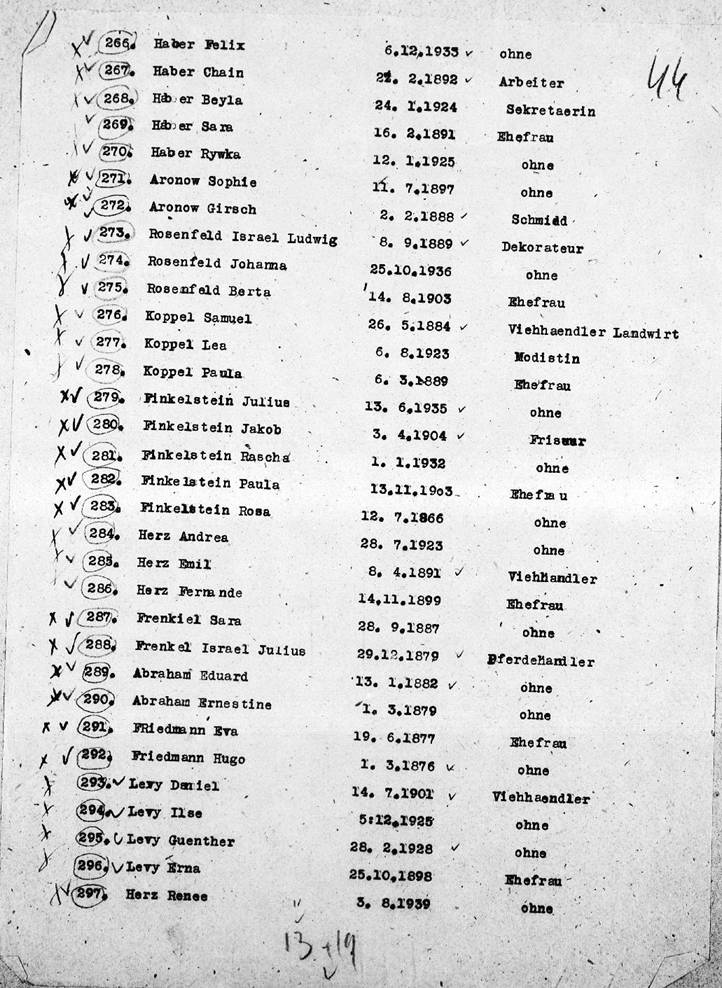 44
266. Haber Felix 6.12.1933 ohne
267. Haber Chain 22. 2.1892 Arbeiter
268. Haber Beyla 24. 1.1924 Sekretaerin
269. Haber Sara 16. 2.1891 Ehefrau
270. Haber Rywka 12. 1.1925 ohne
271. Aronow Sophie 11. 7.1897 ohne
272. Aronow Girsch 2. 2.1888 Schmidd
273. Rosenfeld Israel Ludwig 8. 9.1889 Dekorateur
274. Rosenfeld Johanna 25.10.1936 ohne
275. Rosenfeld Berta 14. 8.1903 Ehefrau
276. Koppel Samuel 26. 5.1884 Viehhaendler Landwirt
277. Koppel Lea 6. 8.1923 Modistin
278. Koppel Paula 6. 3.1889 Ehefrau
279. Finkelstein Julius 13. 6.1935 ohne
280. Finkelstein Jakob 3. 4.1904
281. Finkelstein Rascha 1. 1.1932 ohne
282. Finkelstein Paula 13.11.1903 Ehefrau
283. Finkelstein Rosa 12. 7.1866 ohne
284. Herz Andrea 28. 7.1923 ohne
285. Herz Emil 8. 4.1891 Viehhandler
286. Herz Fernande 14.11.1899 Ehefrau
287. Frenkiel Sara 28. 9.1887 ohne
288. Frenkel Israel Julius 29.12.1879 Pferdehandler
289. Abraham Eduard 13. 1.1882 ohne
290. Abraham Ernestine 1. 3.1879 ohne
291. FRiedmann Eva 19. 6.1877 Ehefrau
292. Friedmann Hugo 1. 3.1876 ohne
293. Levy Daniel 14. 7.1901 Viehhaendler
294. Levy Ilse 5.12.1925 ohne
295. Levy Guenther 28. 2.1928 ohne
296. Levy Erna 25.10.1898 Ehefrau
297. Herz Renee 3. 8.1939 ohne
13 + 19